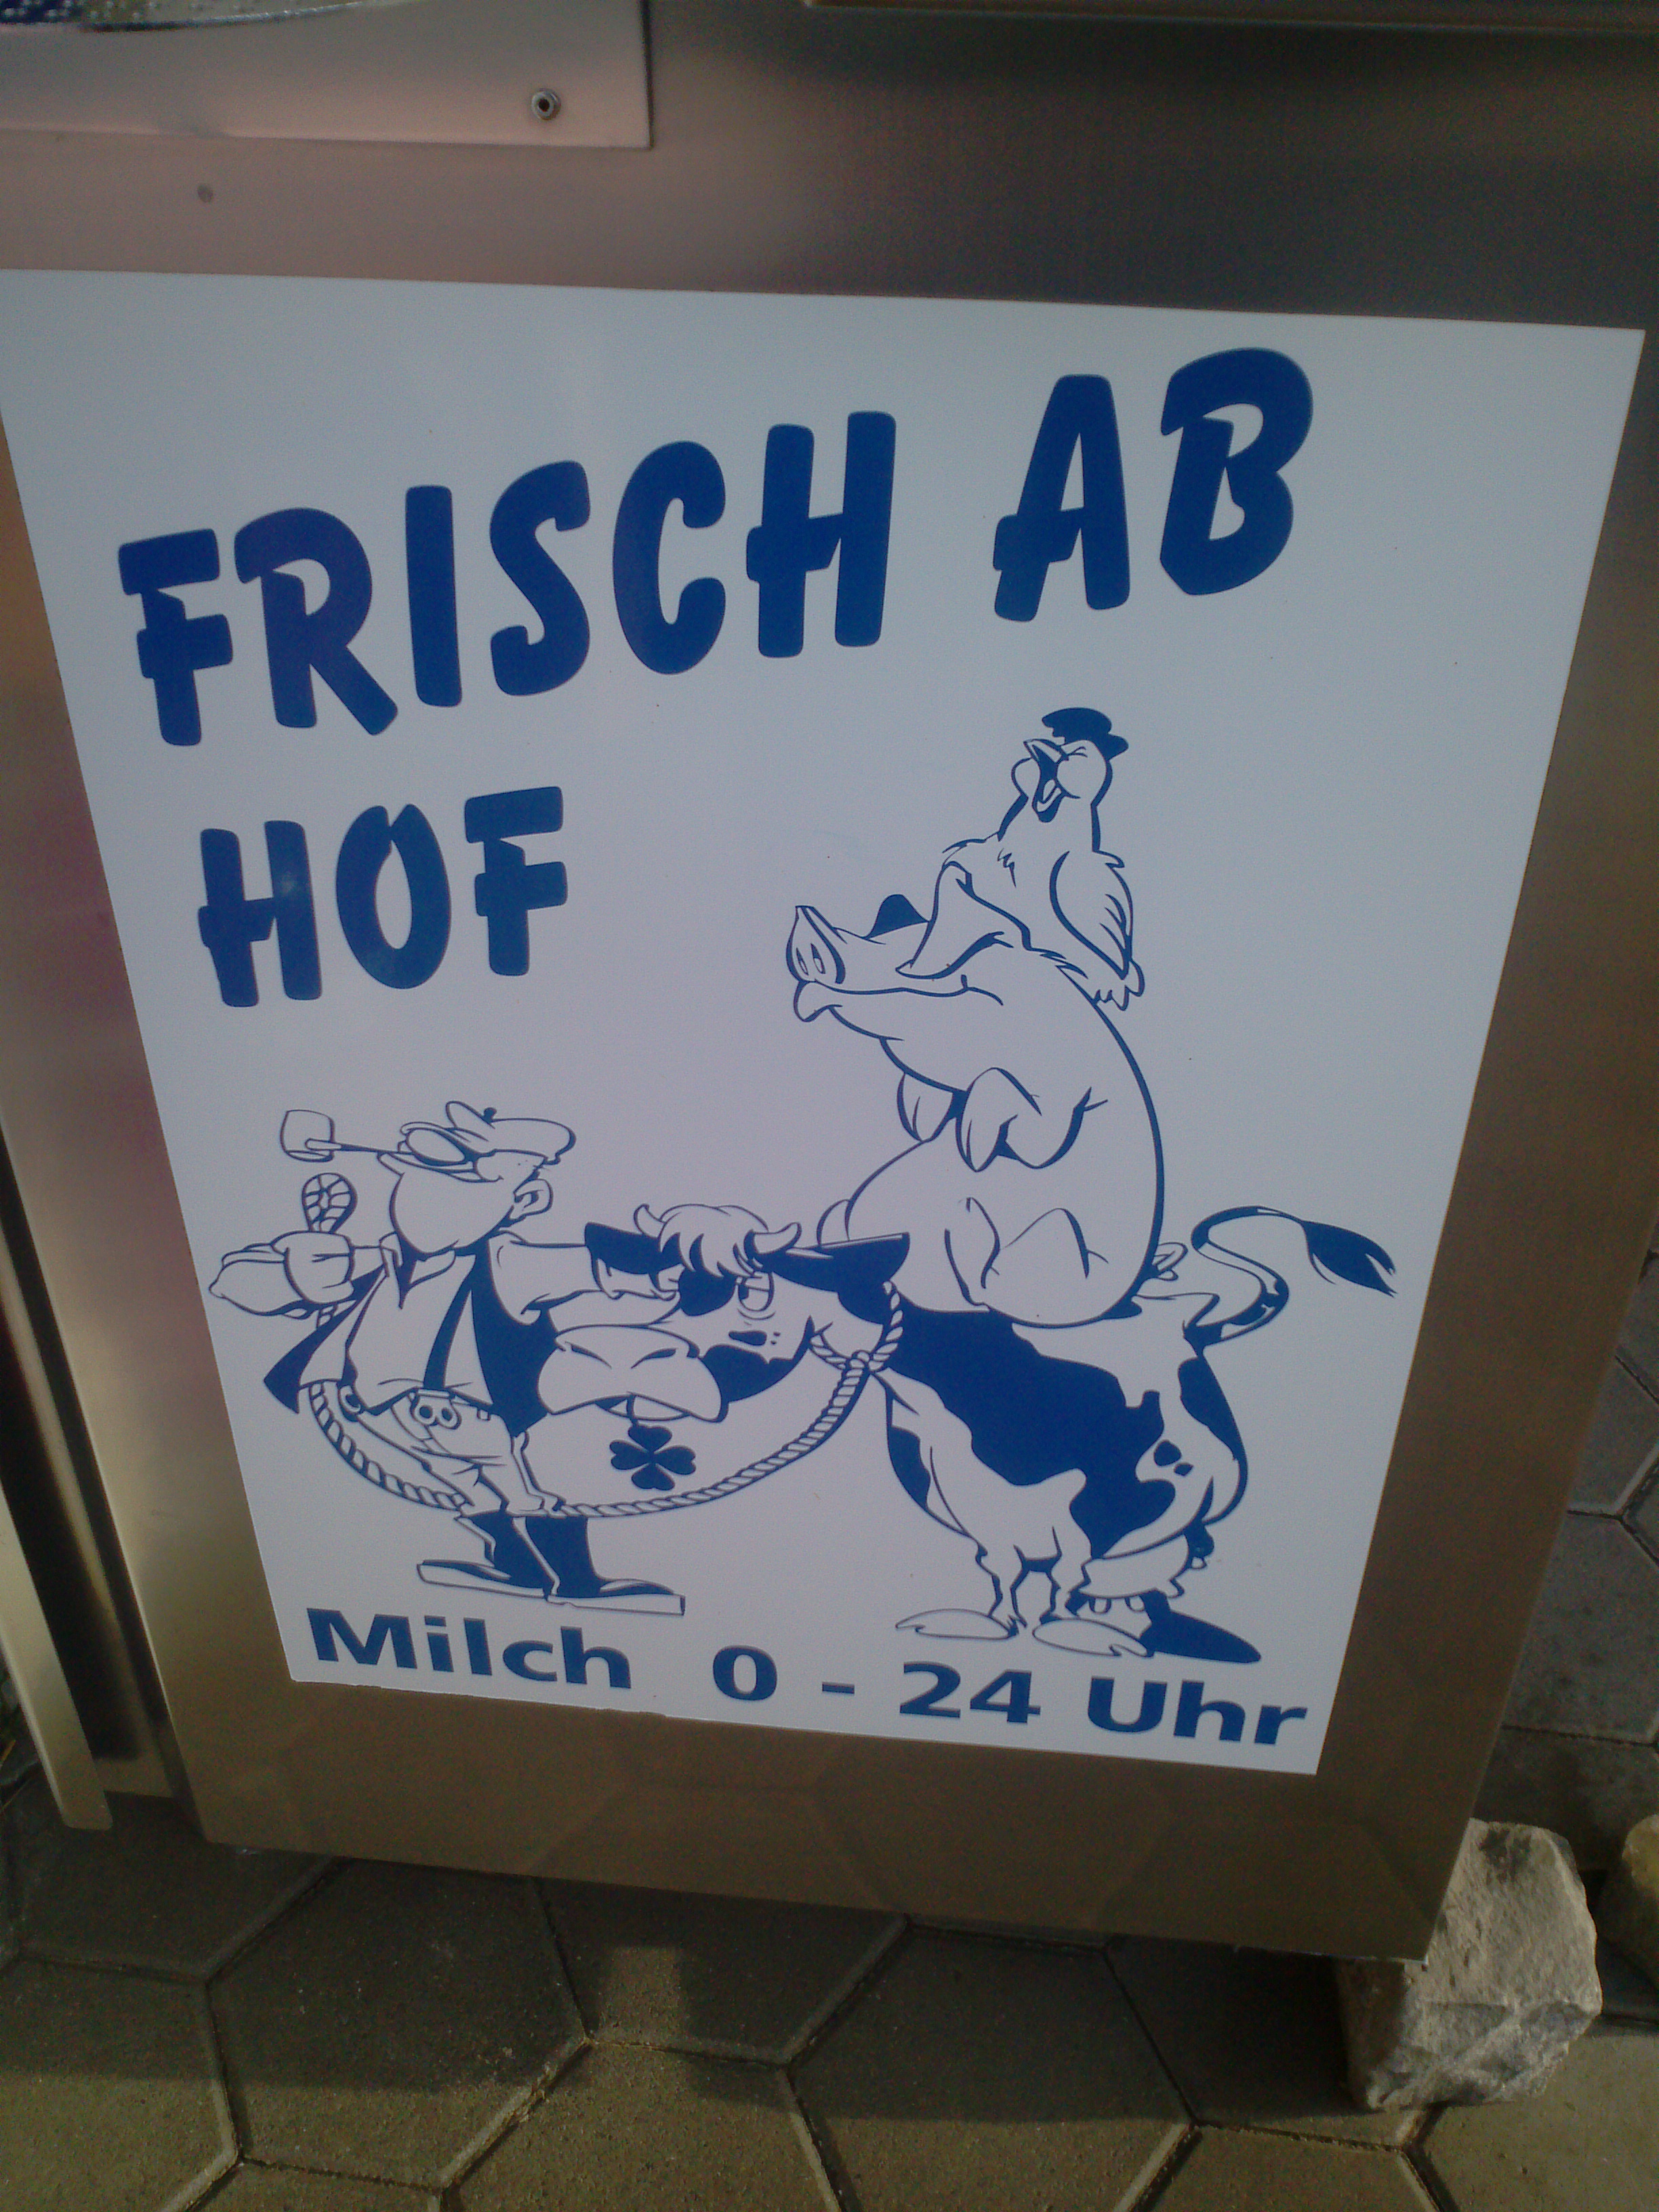 FRISCH AB
HOF
Milch 0 - 24 Uhr